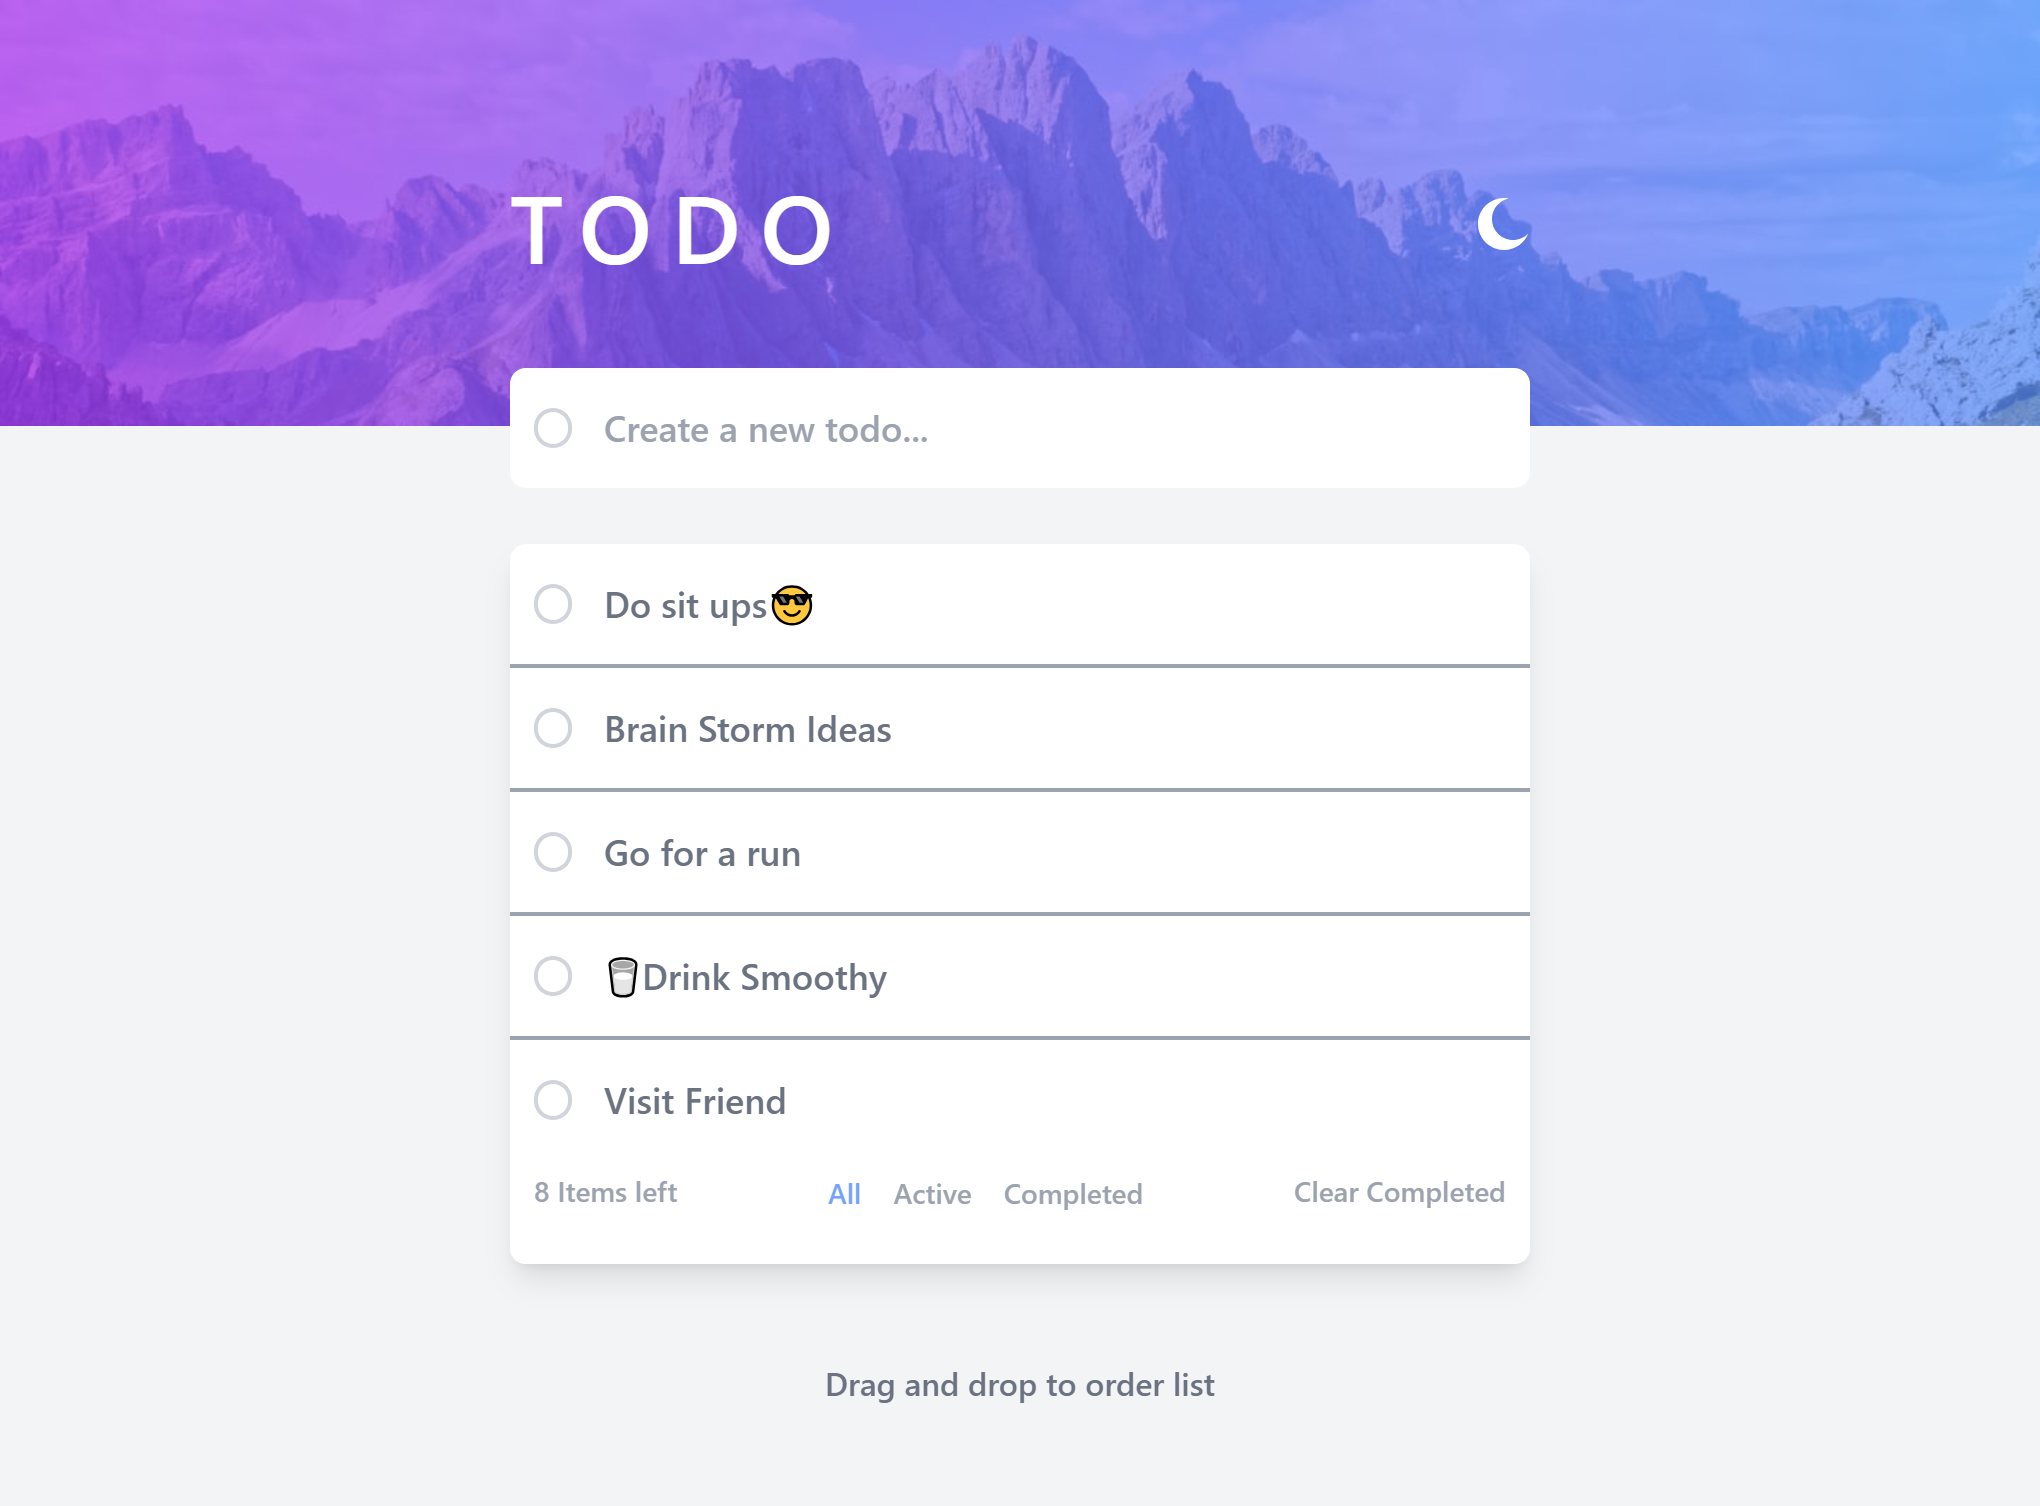 TODO
Create a new todo...
Do sit ups😎
Brain Storm Ideas
Go for a run
🥛Drink Smoothy
Visit Friend
8 Items left All Active Completed Clear Completed
Drag and drop to order list